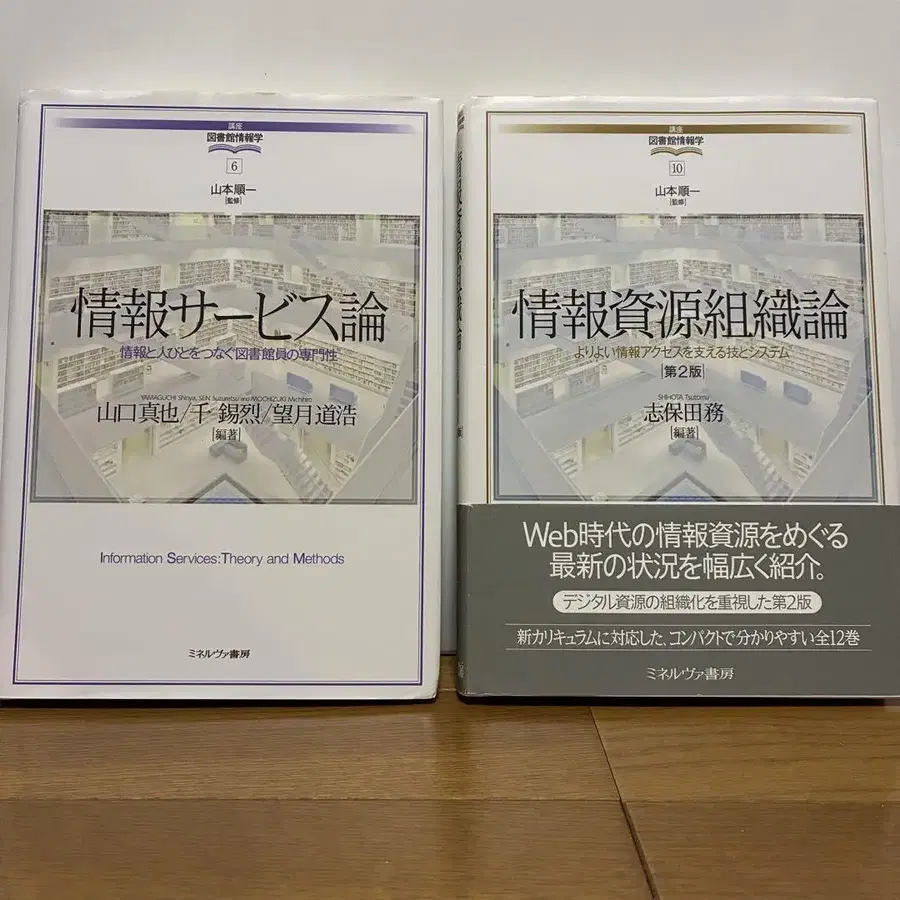 講座
図書館情報学
6
山本順一
[監修]
情報サービス論
情報と人びとをつなぐ図書館員の専門性
YAMAGUCHI Shinya, SEN Suzuretsu and MOCHIZUKI Michihiro
山口真也/千 錫烈/望月道浩
[編著]
Information Services:Theory and Methods
ミネルヴァ書房
講座
図書館情報学
10
山本順一
[監修]
情報資源組織論
よりよい情報アクセスを支える技とシステム
[第2版]
SHIHOTA Tsutomu
志保田務
[編著]
Web時代の情報資源をめぐる
最新の状況を幅広く紹介。
デジタル資源の組織化を重視した第2版
新カリキュラムに対応した、コンパクトで分かりやすい全12巻
ミネルヴァ書房